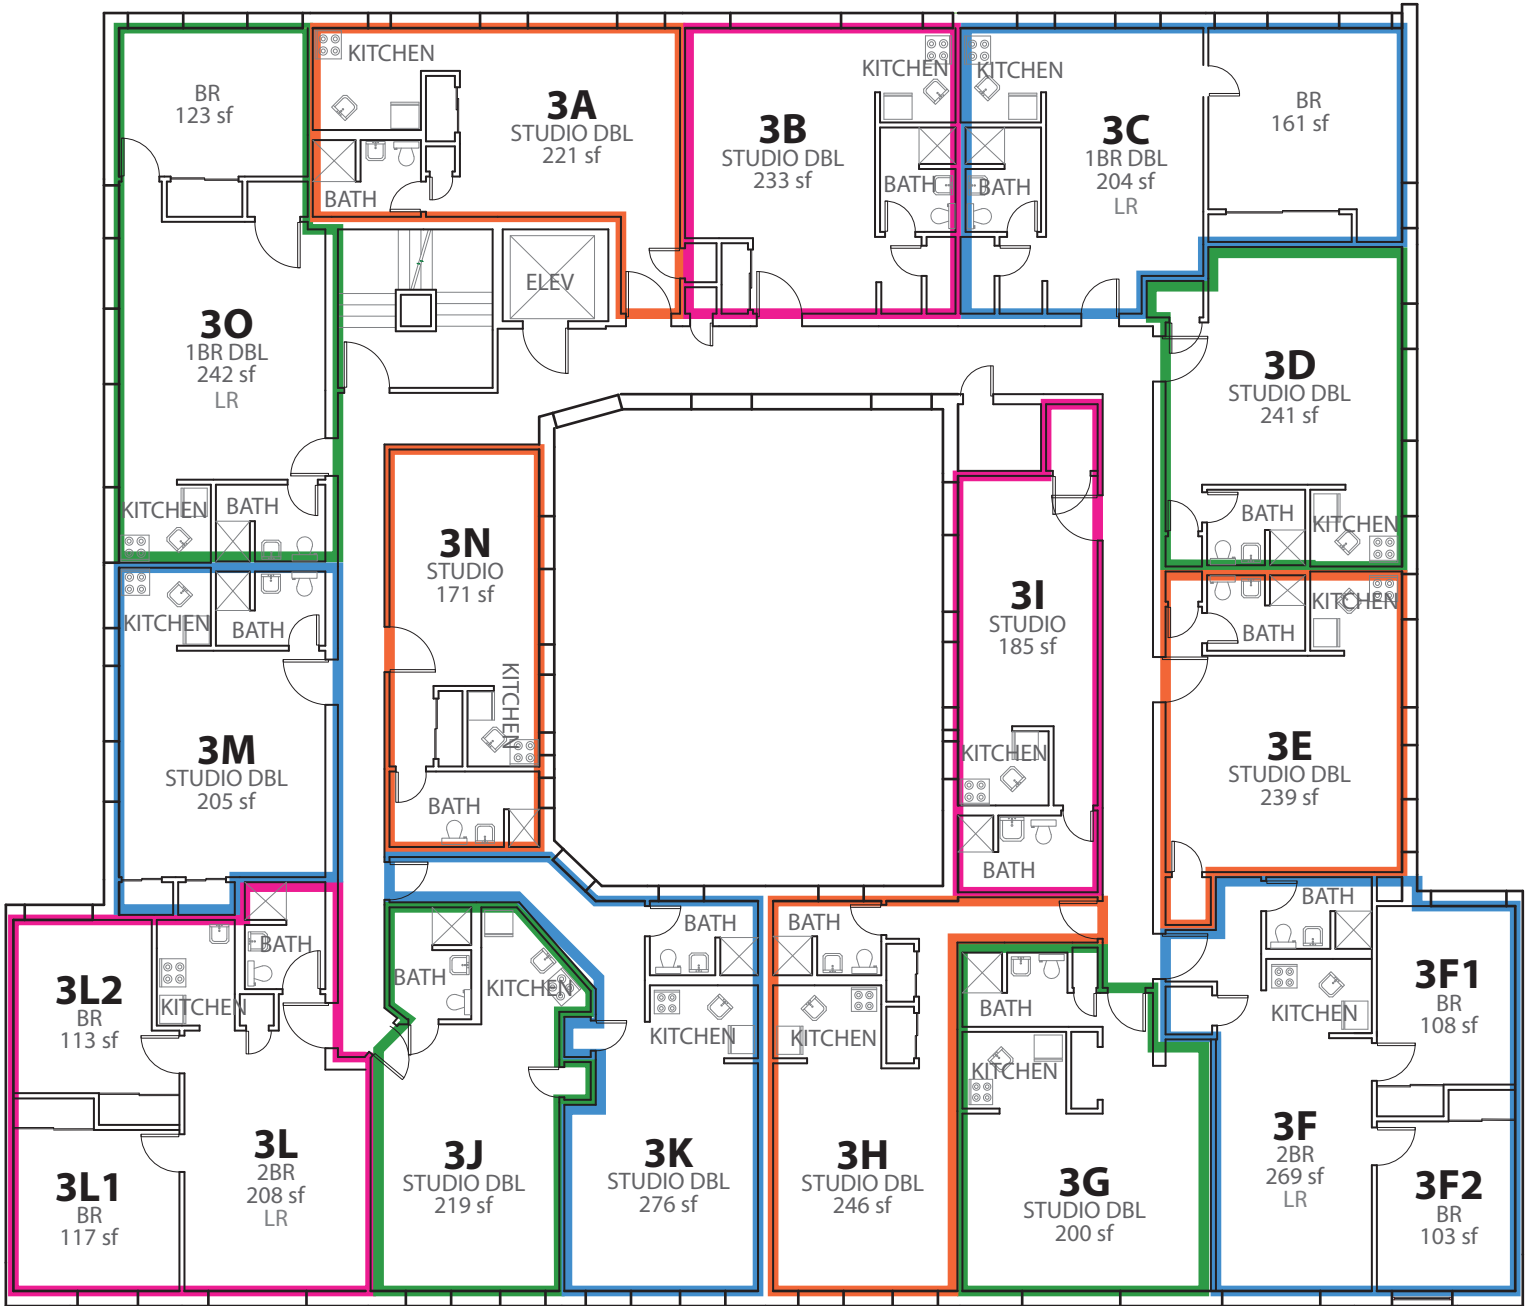 BR
123 sf
KITCHEN
3A
STUDIO DBL
221 sf
BATH
KITCHEN
3B
STUDIO DBL
233 sf
BATH
KITCHEN
3C
1BR DBL
204 sf
LR
BATH
BR
161 sf
ELEV
3O
1BR DBL
242 sf
LR
KITCHEN
BATH
3D
STUDIO DBL
241 sf
BATH
KITCHEN
3N
STUDIO
171 sf
KITCHEN
BATH
3I
STUDIO
185 sf
KITCHEN
BATH
KITCHEN
BATH
3M
STUDIO DBL
205 sf
BATH
KITCHEN
3E
STUDIO DBL
239 sf
3L2
BR
113 sf
KITCHEN
BATH
3L1
BR
117 sf
3L
2BR
208 sf
LR
BATH
KITCHEN
3J
STUDIO DBL
219 sf
BATH
KITCHEN
3K
STUDIO DBL
276 sf
BATH
KITCHEN
3H
STUDIO DBL
246 sf
BATH
KITCHEN
3G
STUDIO DBL
200 sf
BATH
KITCHEN
3F
2BR
269 sf
LR
3F1
BR
108 sf
3F2
BR
103 sf